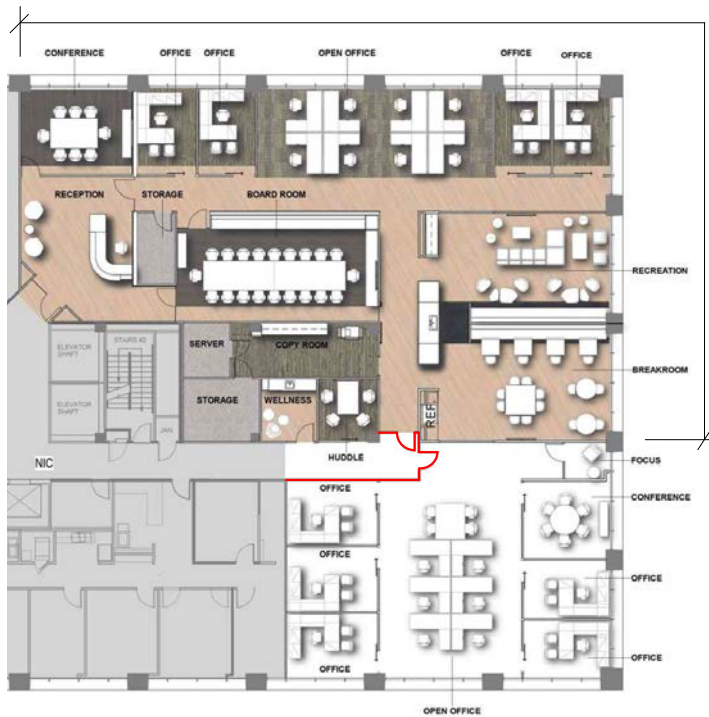 CONFERENCE
OFFICE
OFFICE
OPEN OFFICE
OFFICE
OFFICE
RECEPTION
STORAGE
BOARD ROOM
RECREATION
ELEVATOR
SHAFT
STAIRS #2
SERVER
COPY ROOM
BREAKROOM
ELEVATOR
SHAFT
STORAGE
WELLNESS
REF.
JAN.
HUDDLE
NIC
FOCUS
OFFICE
CONFERENCE
OFFICE
OFFICE
OFFICE
OFFICE
OPEN OFFICE